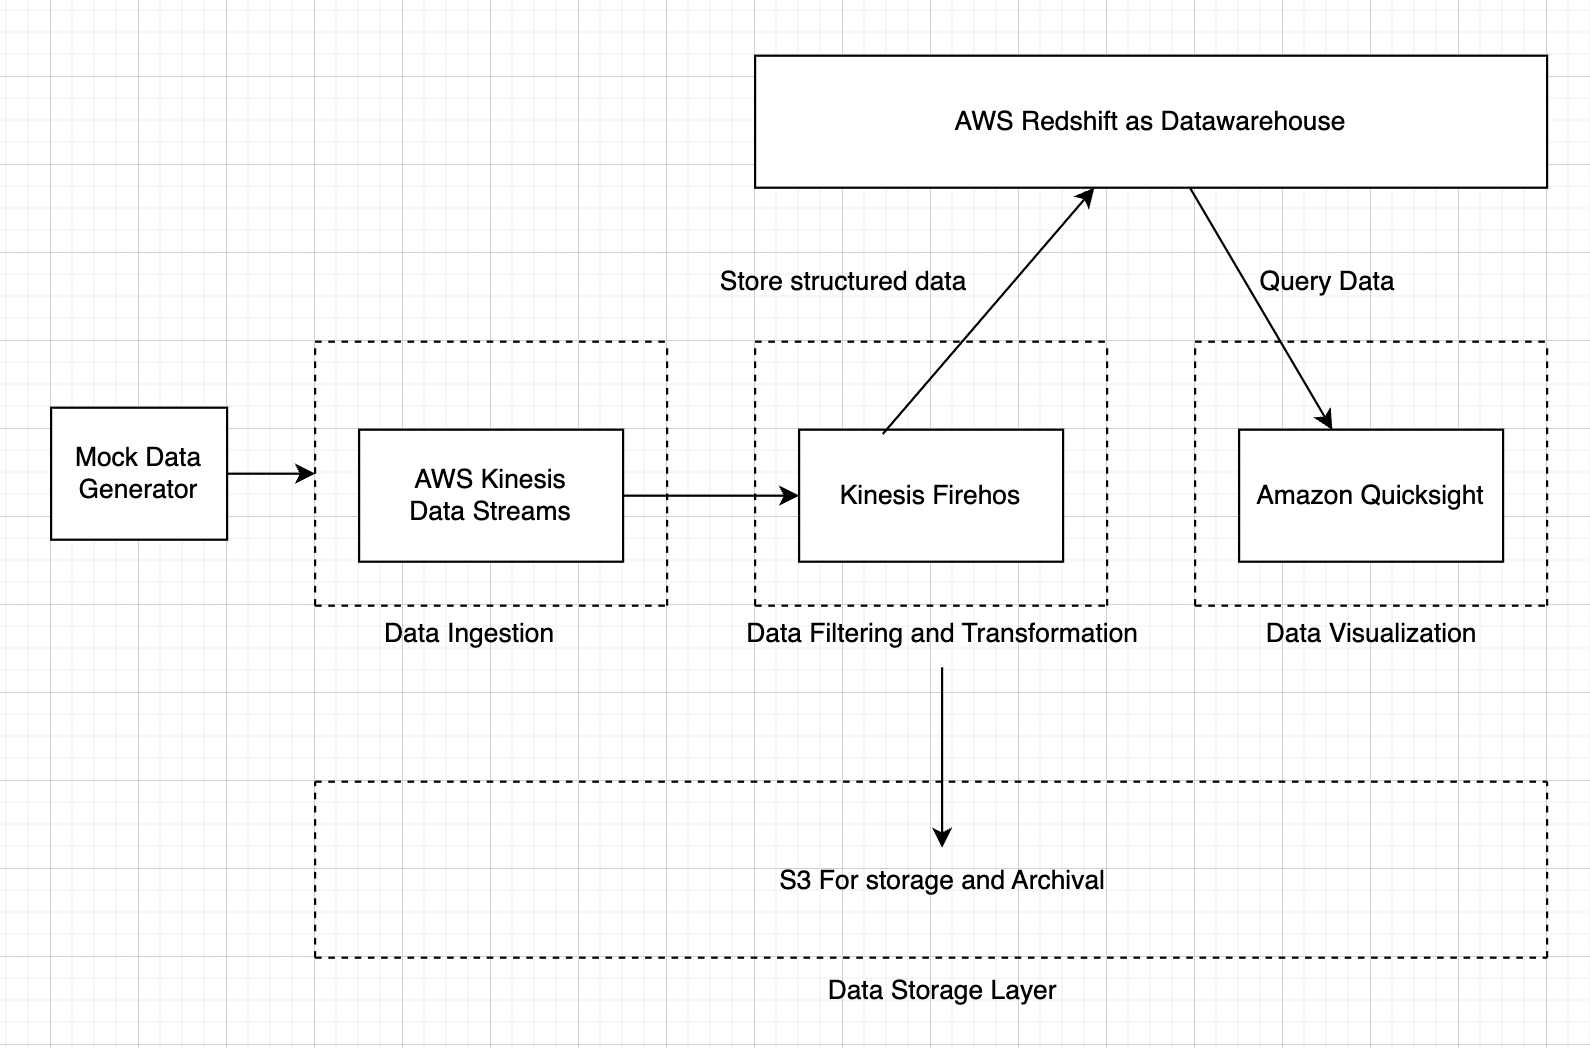 AWS Redshift as Datawarehouse
Store structured data
Query Data
Mock Data
Generator
AWS Kinesis
Data Streams
Kinesis Firehos
Amazon Quicksight
Data Ingestion
Data Filtering and Transformation
Data Visualization
S3 For storage and Archival
Data Storage Layer